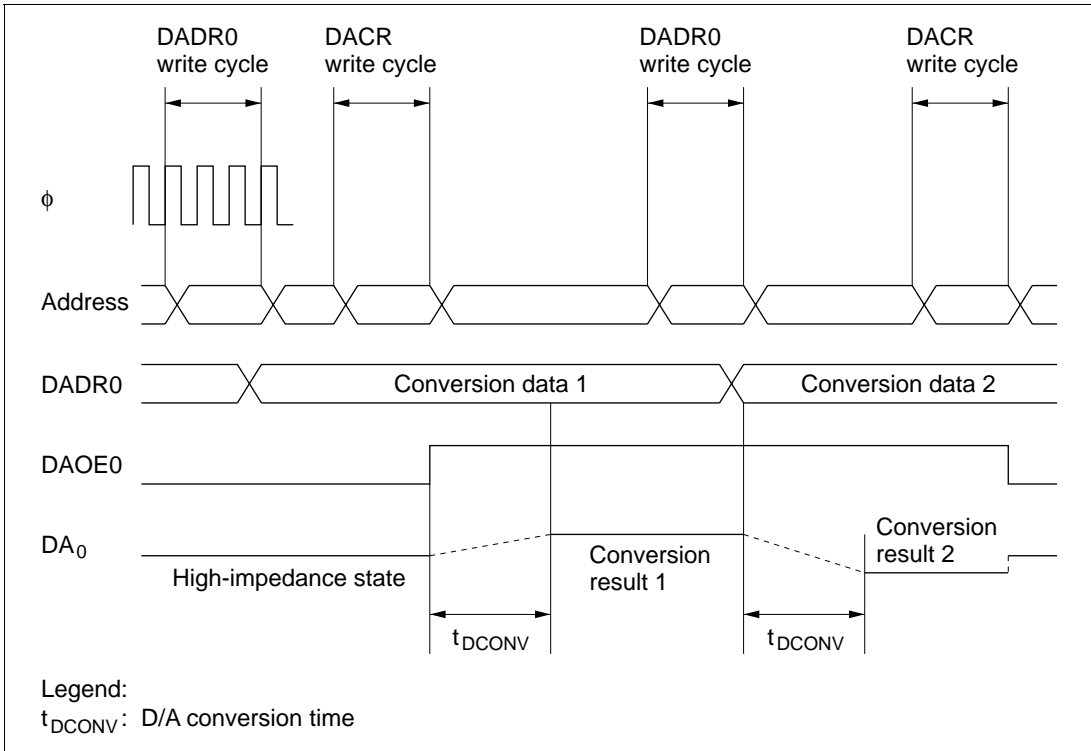 DADR0
write cycle
DACR
write cycle
DADR0
write cycle
DACR
write cycle
ϕ
Address
DADR0
Conversion data 1
Conversion data 2
DAOE0
DA0
High-impedance state
Conversion
result 1
Conversion
result 2
tDCONV
tDCONV
Legend:
tDCONV: D/A conversion time